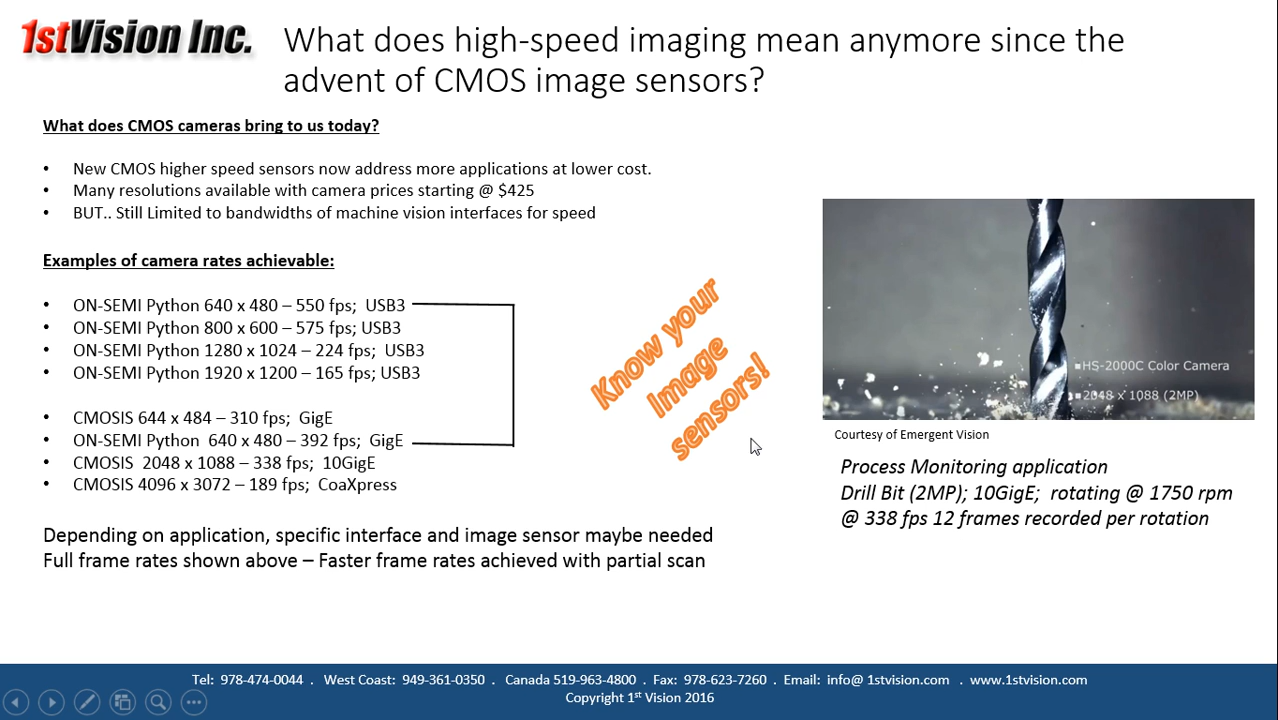 1stVision Inc.
What does high-speed imaging mean anymore since the
advent of CMOS image sensors?
What does CMOS cameras bring to us today?
• New CMOS higher speed sensors now address more applications at lower cost.
• Many resolutions available with camera prices starting @ $425
• BUT.. Still Limited to bandwidths of machine vision interfaces for speed
Examples of camera rates achievable:
• ON-SEMI Python 640 x 480 – 550 fps; USB3
• ON-SEMI Python 800 x 600 – 575 fps; USB3
• ON-SEMI Python 1280 x 1024 – 224 fps; USB3
• ON-SEMI Python 1920 x 1200 – 165 fps; USB3
• CMOSIS 644 x 484 – 310 fps; GigE
• ON-SEMI Python 640 x 480 – 392 fps; GigE
• CMOSIS 2048 x 1088 – 338 fps; 10GigE
• CMOSIS 4096 x 3072 – 189 fps; CoaXpress
Depending on application, specific interface and image sensor maybe needed
Full frame rates shown above – Faster frame rates achieved with partial scan
Know your
Image
sensors!
▪HS-2000C Color Camera
▪2048 x 1088 (2MP)
Courtesy of Emergent Vision
Process Monitoring application
Drill Bit (2MP); 10GigE; rotating @ 1750 rpm
@ 338 fps 12 frames recorded per rotation
Tel: 978-474-0044 . West Coast: 949-361-0350 . Canada 519-963-4800 . Fax: 978-623-7260 . Email: info@ 1stvision.com . www.1stvision.com
Copyright 1st Vision 2016